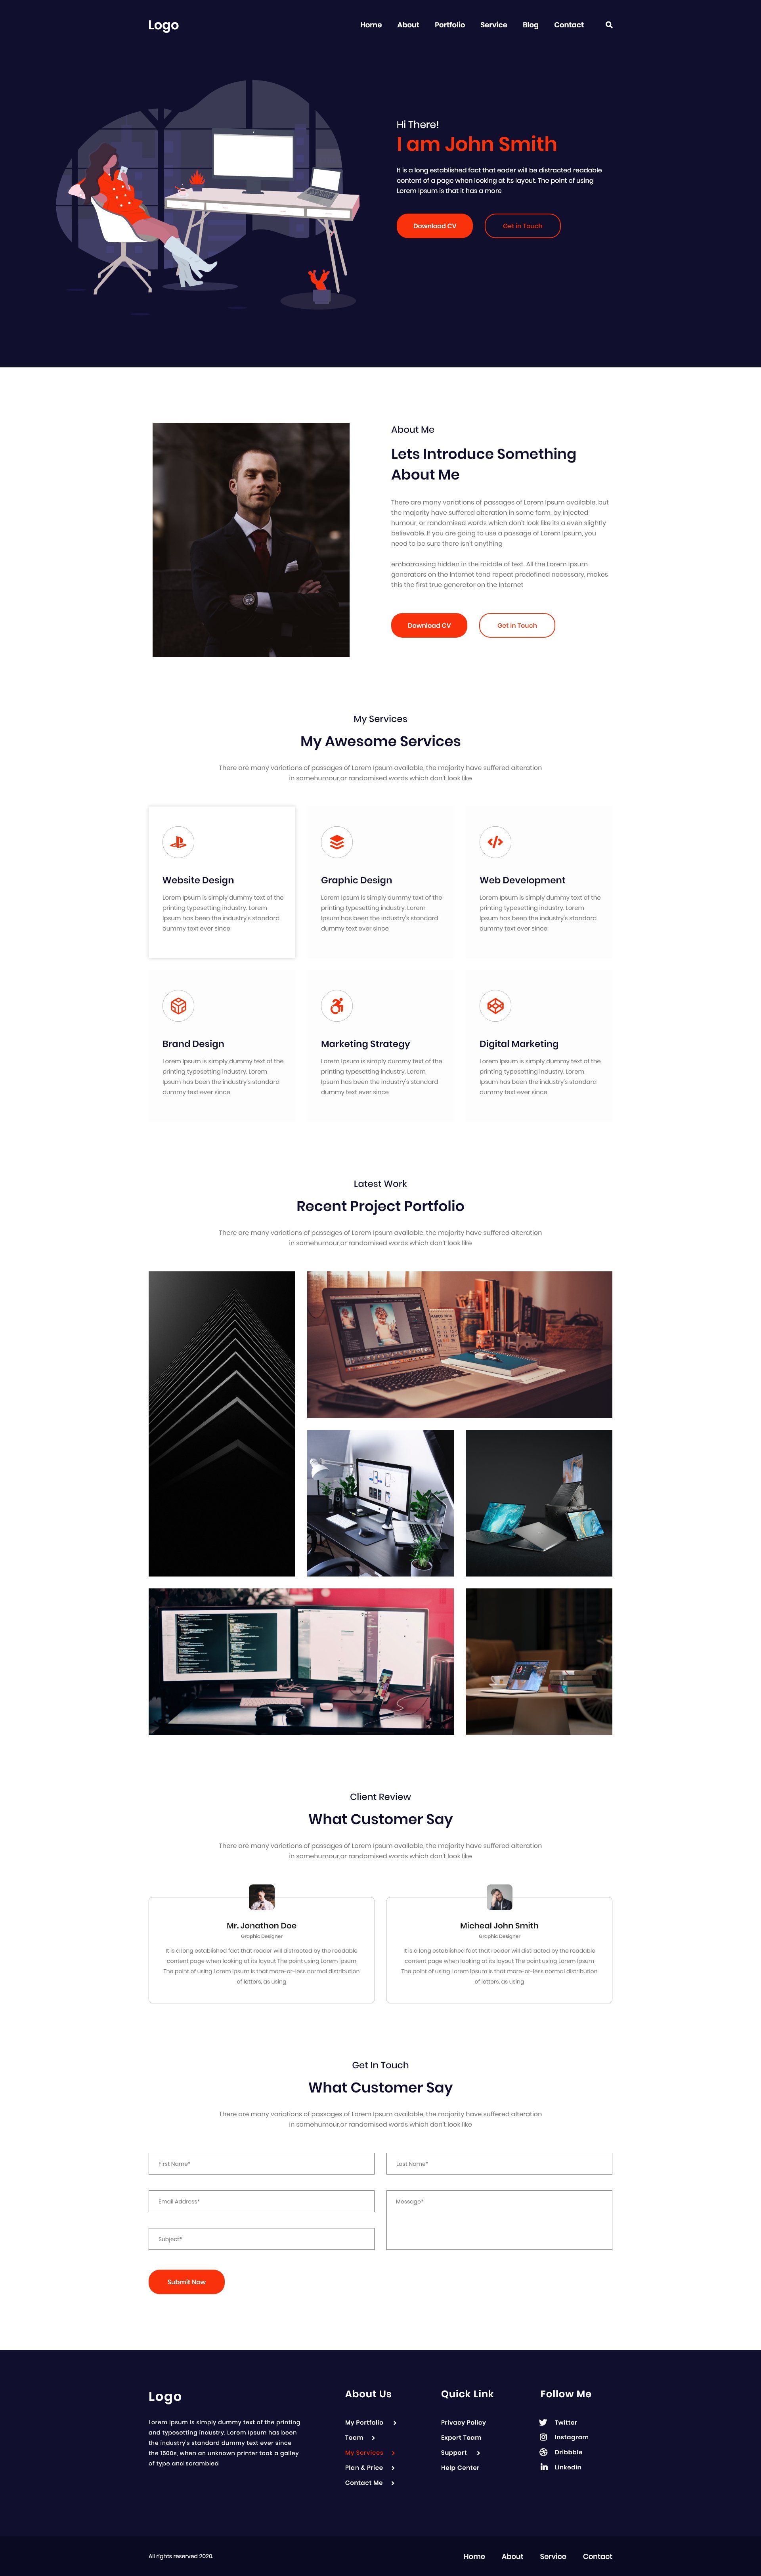 Logo
Home About Portfolio Service Blog Contact
Hi There!
I am John Smith
It is a long established fact that eader will be distracted readable
content of a page when looking at its layout. The point of using
Lorem Ipsum is that it has a more
Download CV
Get in Touch
About Me
Lets Introduce Something
About Me
There are many variations of passages of Lorem Ipsum available, but
the majority have suffered alteration in some form, by injected
humour, or randomised words which don't look like its a even slightly
believable. If you are going to use a passage of Lorem Ipsum, you
need to be sure there isn't anything
embarrassing hidden in the middle of text. All the Lorem Ipsum
generators on the Internet tend repeat predefined necessary, makes
this the first true generator on the Internet
Download CV
Get in Touch
My Services
My Awesome Services
There are many variations of passages of Lorem Ipsum available, the majority have suffered alteration
in somehumour,or randomised words which don't look like
Website Design
Lorem Ipsum is simply dummy text of the
printing typesetting industry. Lorem
Ipsum has been the industry's standard
dummy text ever since
Graphic Design
Lorem Ipsum is simply dummy text of the
printing typesetting industry. Lorem
Ipsum has been the industry's standard
dummy text ever since
Web Development
Lorem Ipsum is simply dummy text of the
printing typesetting industry. Lorem
Ipsum has been the industry's standard
dummy text ever since
Brand Design
Lorem Ipsum is simply dummy text of the
printing typesetting industry. Lorem
Ipsum has been the industry's standard
dummy text ever since
Marketing Strategy
Lorem Ipsum is simply dummy text of the
printing typesetting industry. Lorem
Ipsum has been the industry's standard
dummy text ever since
Digital Marketing
Lorem Ipsum is simply dummy text of the
printing typesetting industry. Lorem
Ipsum has been the industry's standard
dummy text ever since
Latest Work
Recent Project Portfolio
There are many variations of passages of Lorem Ipsum available, the majority have suffered alteration
in somehumour,or randomised words which don't look like
Client Review
What Customer Say
There are many variations of passages of Lorem Ipsum available, the majority have suffered alteration
in somehumour,or randomised words which don't look like
Mr. Jonathon Doe
Graphic Designer
It is a long established fact that reader will distracted by the readable
content page when looking at its layout The point using Lorem Ipsum
The point of using Lorem Ipsum is that more-or-less normal distribution
of letters, as using
Micheal John Smith
Graphic Designer
It is a long established fact that reader will distracted by the readable
content page when looking at its layout The point using Lorem Ipsum
The point of using Lorem Ipsum is that more-or-less normal distribution
of letters, as using
Get In Touch
What Customer Say
There are many variations of passages of Lorem Ipsum available, the majority have suffered alteration
in somehumour,or randomised words which don't look like
First Name*
Last Name*
Email Address*
Message*
Subject*
Submit Now
Logo
Lorem Ipsum is simply dummy text of the printing
and typesetting industry. Lorem Ipsum has been
the industry's standard dummy text ever since
the 1500s, when an unknown printer took a galley
of type and scrambled
About Us
My Portfolio
Team
My Services
Plan & Price
Contact Me
Quick Link
Privacy Policy
Expert Team
Support
Help Center
Follow Me
Twitter
Instagram
Dribbble
Linkedin
All rights reserved 2020.
Home About Service Contact